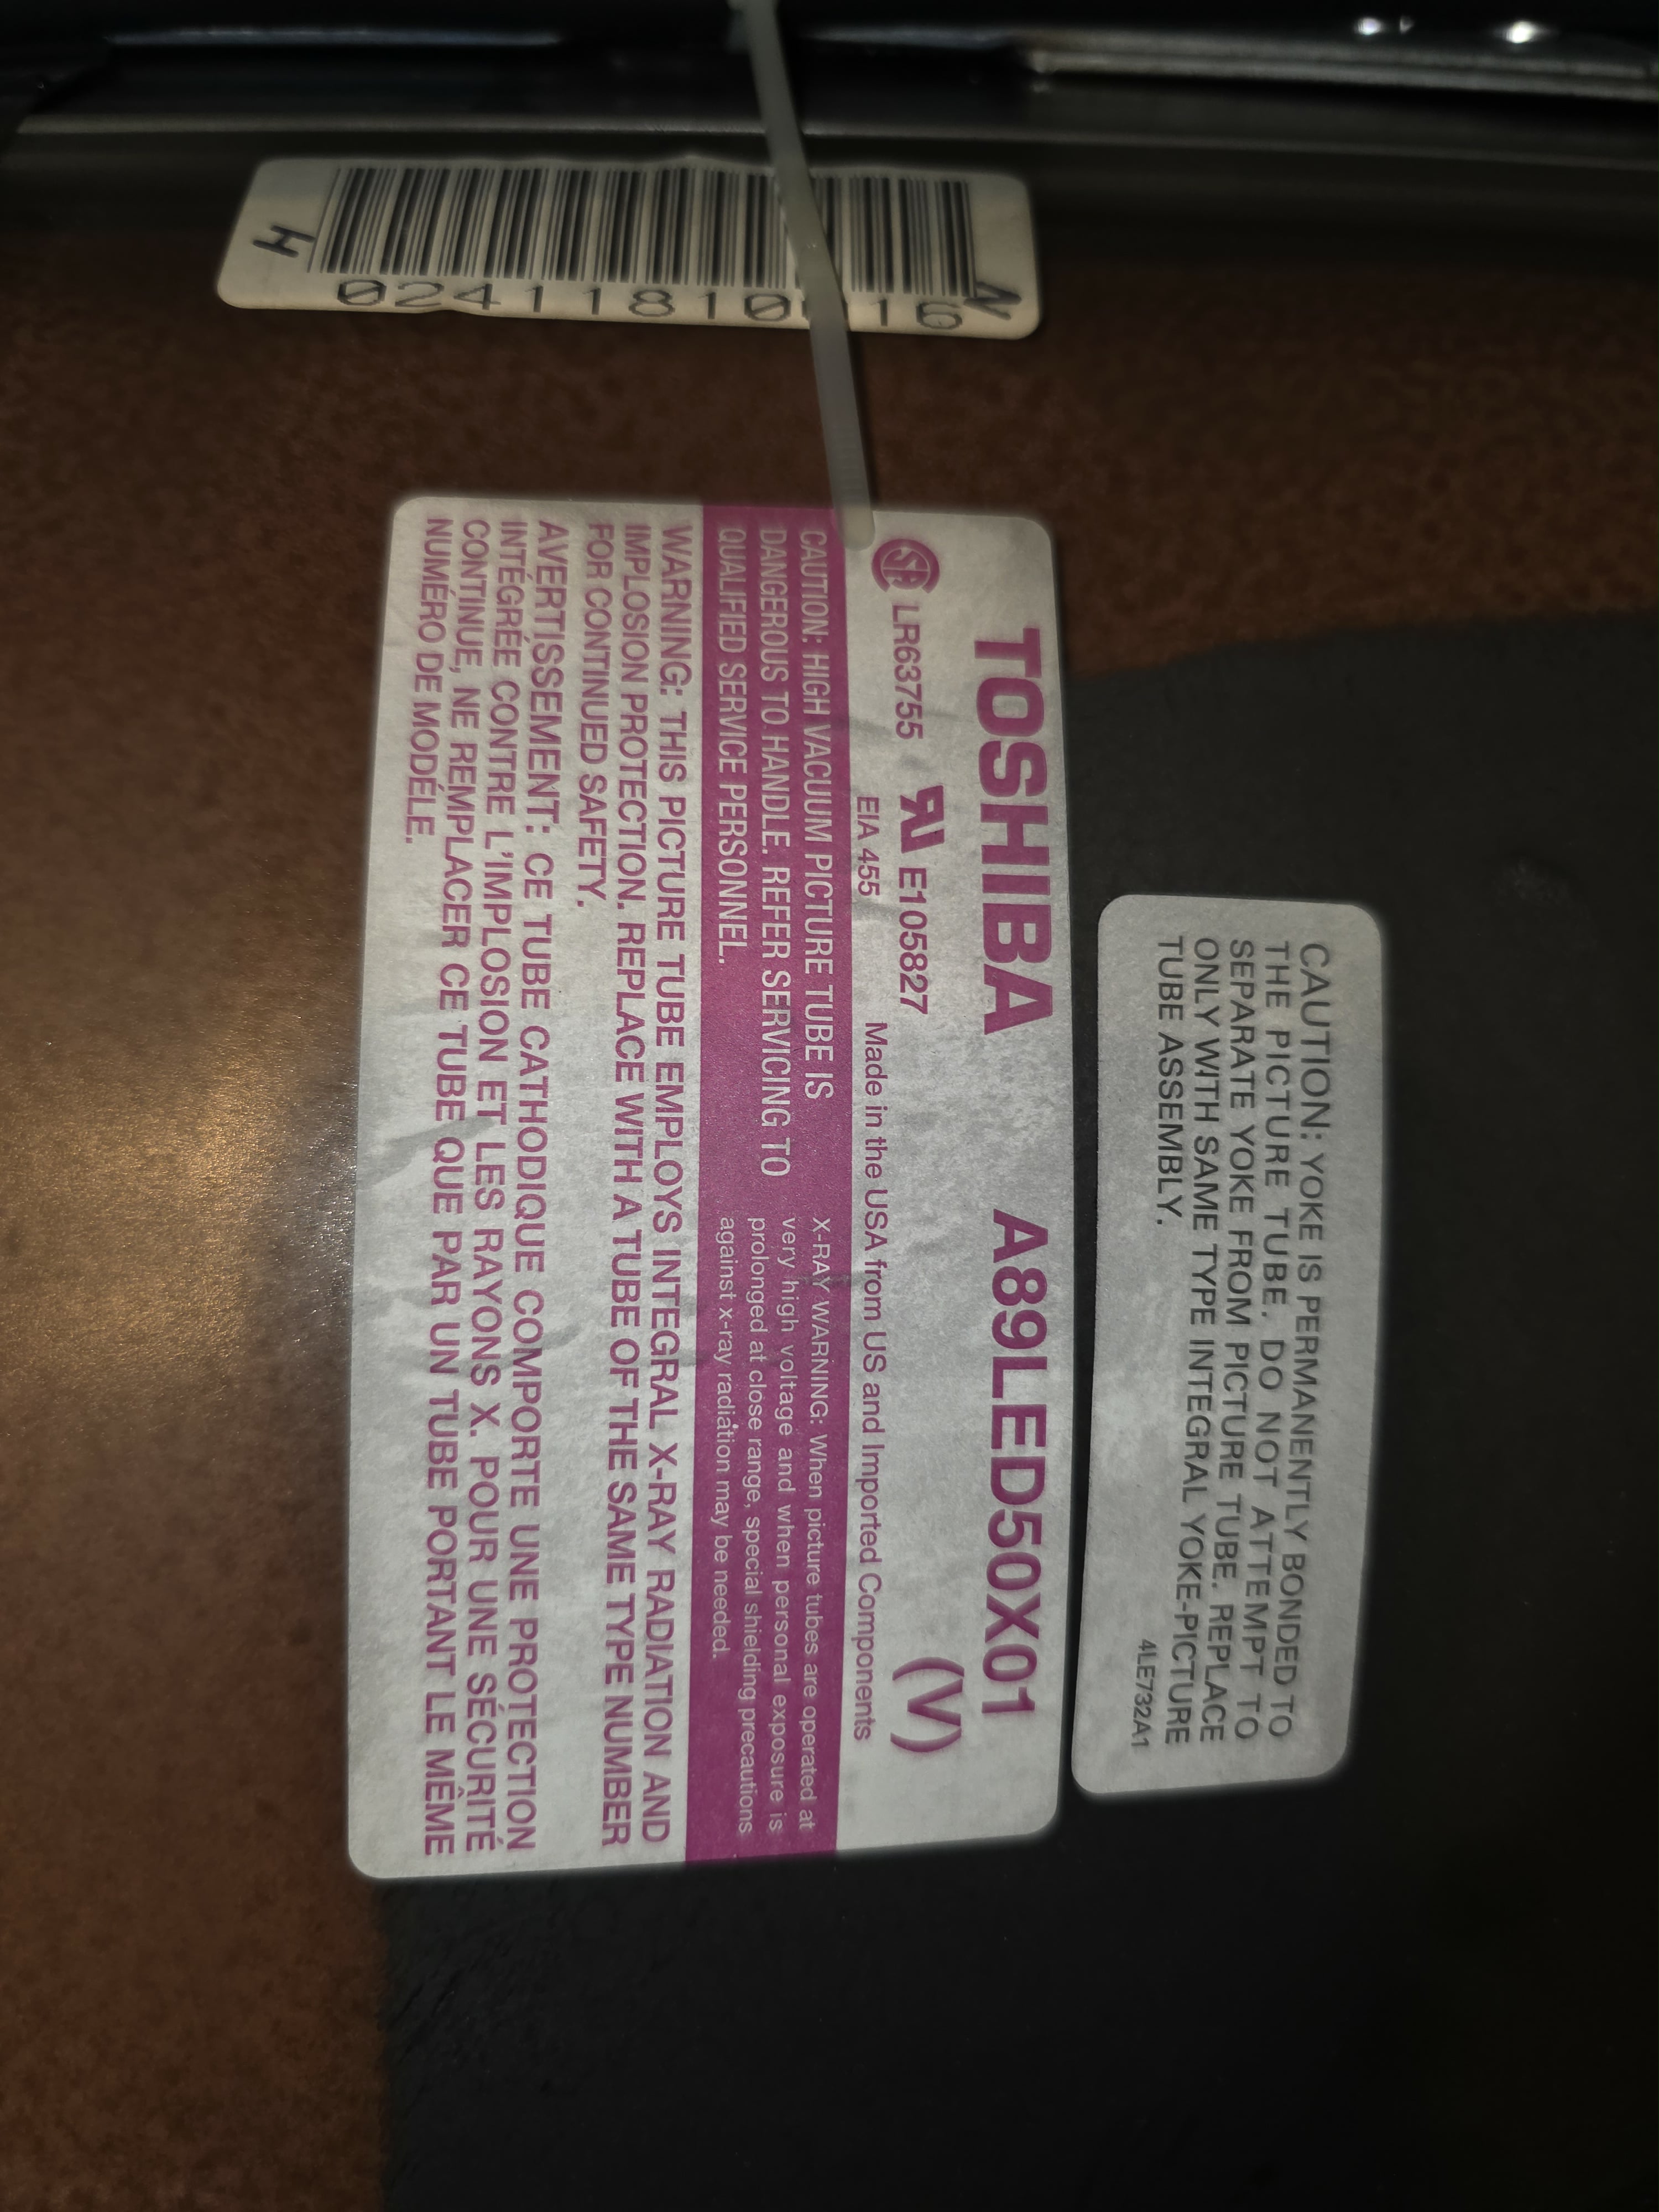 CAUTION: YOKE IS PERMANENTLY BONDED TO
THE PICTURE TUBE. DO NOT ATTEMPT TO
SEPARATE YOKE FROM PICTURE TUBE. REPLACE
ONLY WITH SAME TYPE INTEGRAL YOKE-PICTURE
TUBE ASSEMBLY.
4LE732A1
TOSHIBA A89LED50X01
LR63755 E105827 (V)
EIA 455 Made in the USA from US and Imported Components
CAUTION: HIGH VACUUM PICTURE TUBE IS
DANGEROUS TO HANDLE. REFER SERVICING TO
QUALIFIED SERVICE PERSONNEL.
X-RAY WARNING: When picture tubes are operated at
very high voltage and when personal exposure is
prolonged at close range, special shielding precautions
against x-ray radiation may be needed.
WARNING: THIS PICTURE TUBE EMPLOYS INTEGRAL X-RAY RADIATION AND
IMPLOSION PROTECTION. REPLACE WITH A TUBE OF THE SAME TYPE NUMBER
FOR CONTINUED SAFETY.
AVERTISSEMENT: CE TUBE CATHODIQUE COMPORTE UNE PROTECTION
INTÉGRÉE CONTRE L'IMPLOSION ET LES RAYONS X. POUR UNE SÉCURITÉ
CONTINUE, NE REMPLACER CE TUBE QUE PAR UN TUBE PORTANT LE MÊME
NUMÉRO DE MODÉLE.